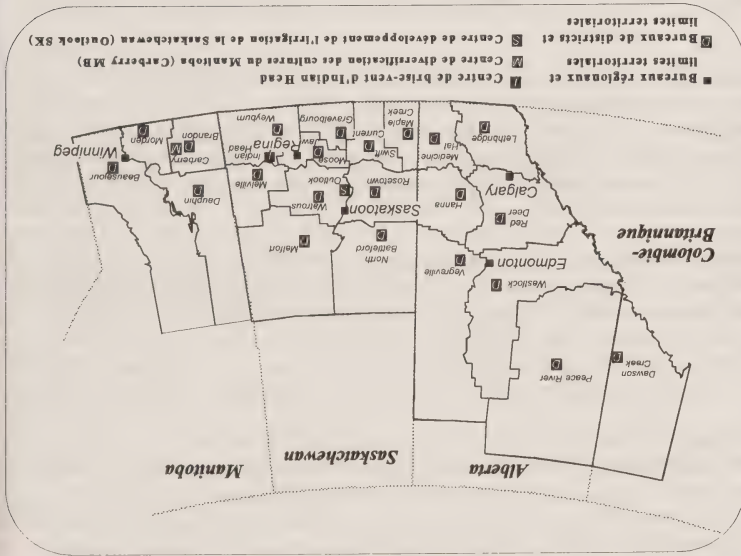 Alberta
Saskatchewan
Manitoba
Dawson
Creek
D
Peace River
D
Westlock
D
Edmonton
Vegreville
D
Colombie-
Britannique
Red
Deer
D
Calgary
Hanna
D
Lethbridge
D
Medicine
Hat
D
North
Battleford
D
Melfort
D
Saskatoon
Rosetown
D
Outlook
S
Watrous
D
Melville
D
Maple
Creek
D
Swift
Current
D
Moose
Jaw
D
Gravelbourg
D
Regina
Indian
Head
I
Weyburn
D
Dauphin
D
Beausejour
D
Winnipeg
Carberry
M
D
Brandon
Morden
D
Bureaux régionaux et
limites territoriales
D Bureaux de districts et
limites territoriales
I Centre de brise-vent d'Indian Head
M Centre de diversification des cultures du Manitoba (Carberry MB)
S Centre de développement de l'irrigation de la Saskatchewan (Outlook SK)